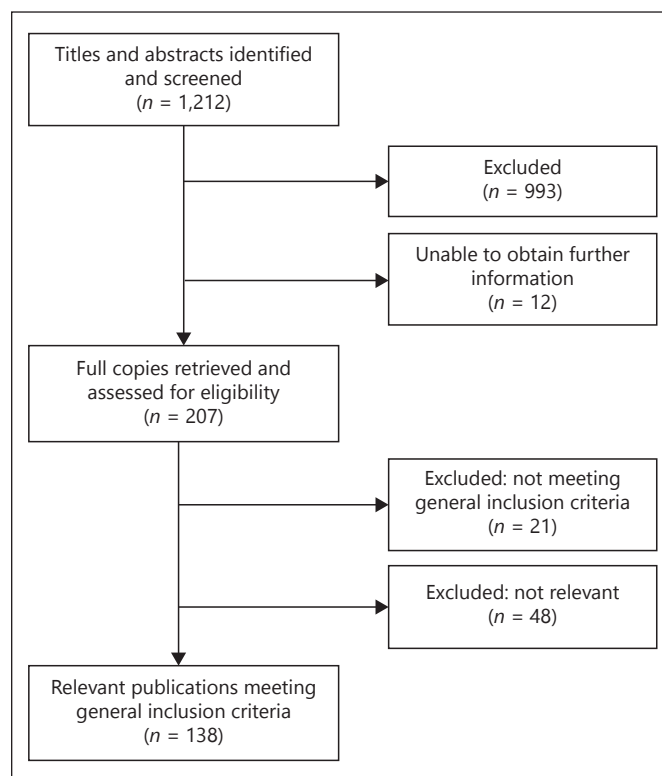 Titles and abstracts identified
and screened
(n = 1,212)
Excluded
(n = 993)
Unable to obtain further
information
(n = 12)
Full copies retrieved and
assessed for eligibility
(n = 207)
Excluded: not meeting
general inclusion criteria
(n = 21)
Excluded: not relevant
(n = 48)
Relevant publications meeting
general inclusion criteria
(n = 138)